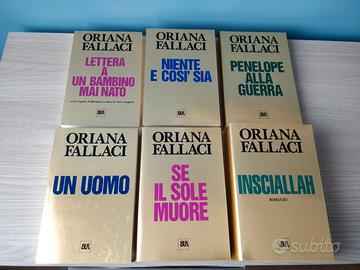 ORIANA
FALLACI
LETTERA
A
UN BAMBINO
MAI NATO
BUR
ORIANA
FALLACI
NIENTE
E COSI' SIA
BUR
ORIANA
FALLACI
PENELOPE
ALLA
GUERRA
BUR
ORIANA
FALLACI
UN UOMO
BUR
ORIANA
FALLACI
SE
IL SOLE
MUORE
BUR
ORIANA
FALLACI
INSCIALLAH
ROMANZO
BUR
subito